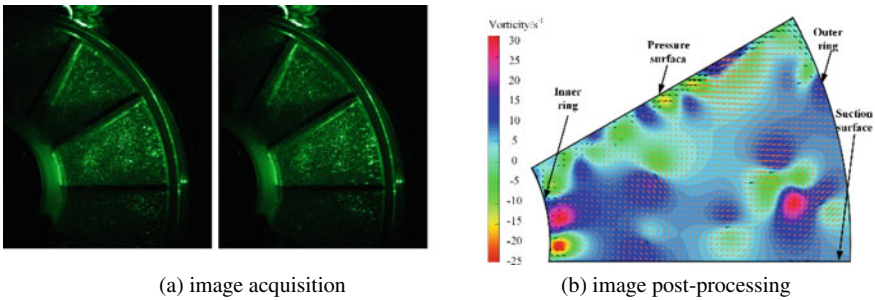 Vorticity/s⁻¹
30
25
20
15
10
5
0
-5
-10
-15
-20
-25
Inner
ring
Pressure
surfaca
Outer
ring
Suction
surface
(a) image acquisition
(b) image post-processing